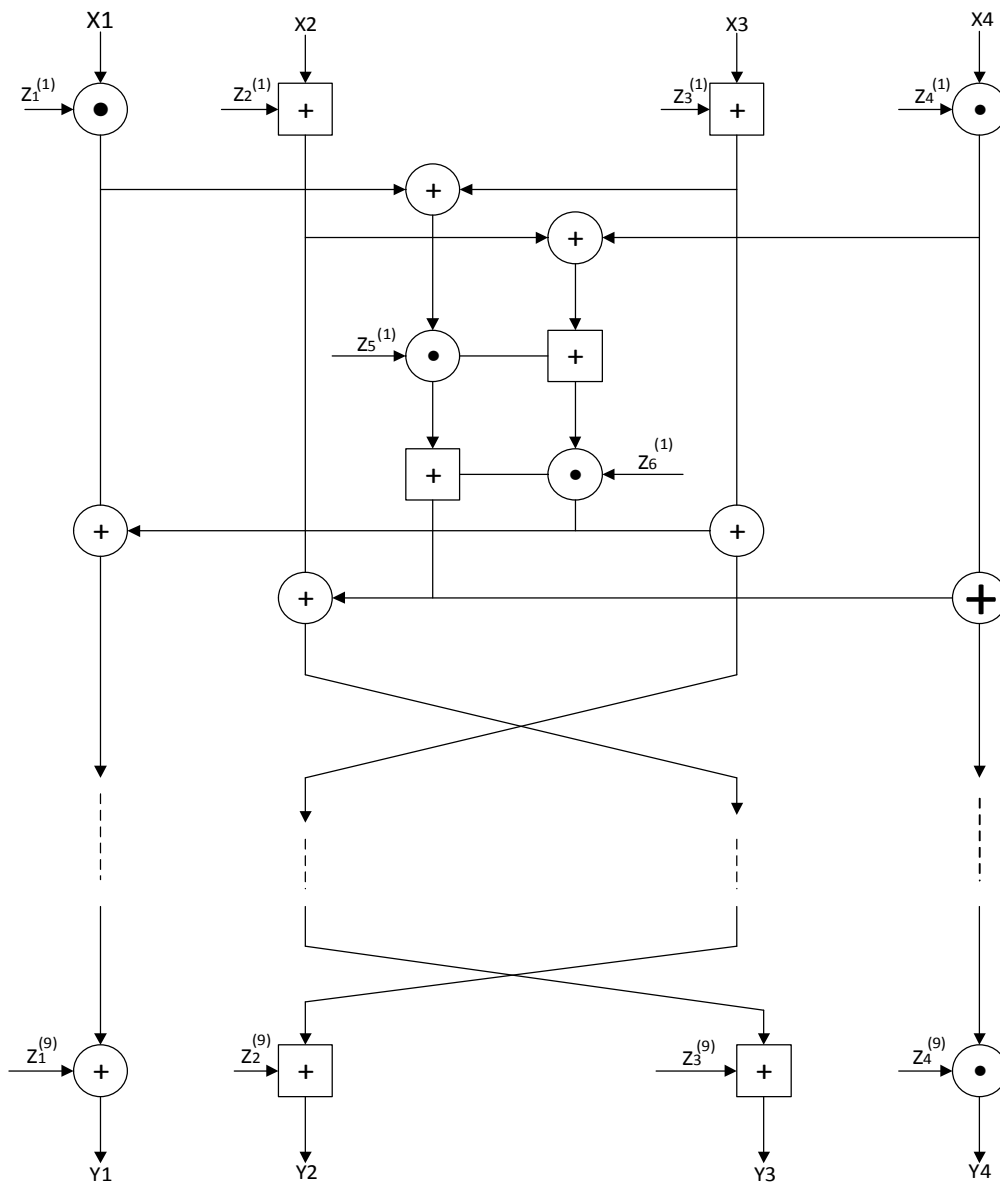 X1 X2 X3 X4
Z1(1) Z2(1) Z3(1) Z4(1)
+ +
+
+
Z5(1) +
+ Z6(1)
+ +
+ +
Z1(9) + Z2(9) + Z3(9) + Z4(9)
Y1 Y2 Y3 Y4